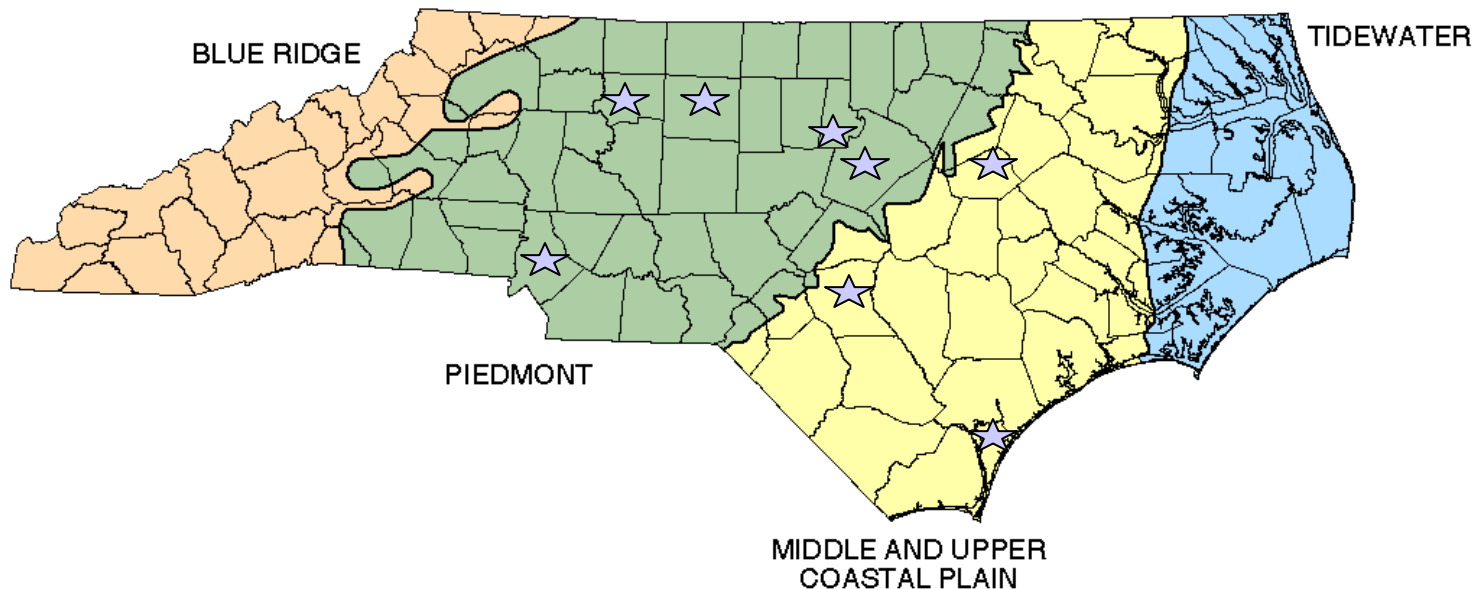 BLUE RIDGE
TIDEWATER
PIEDMONT
MIDDLE AND UPPER
COASTAL PLAIN